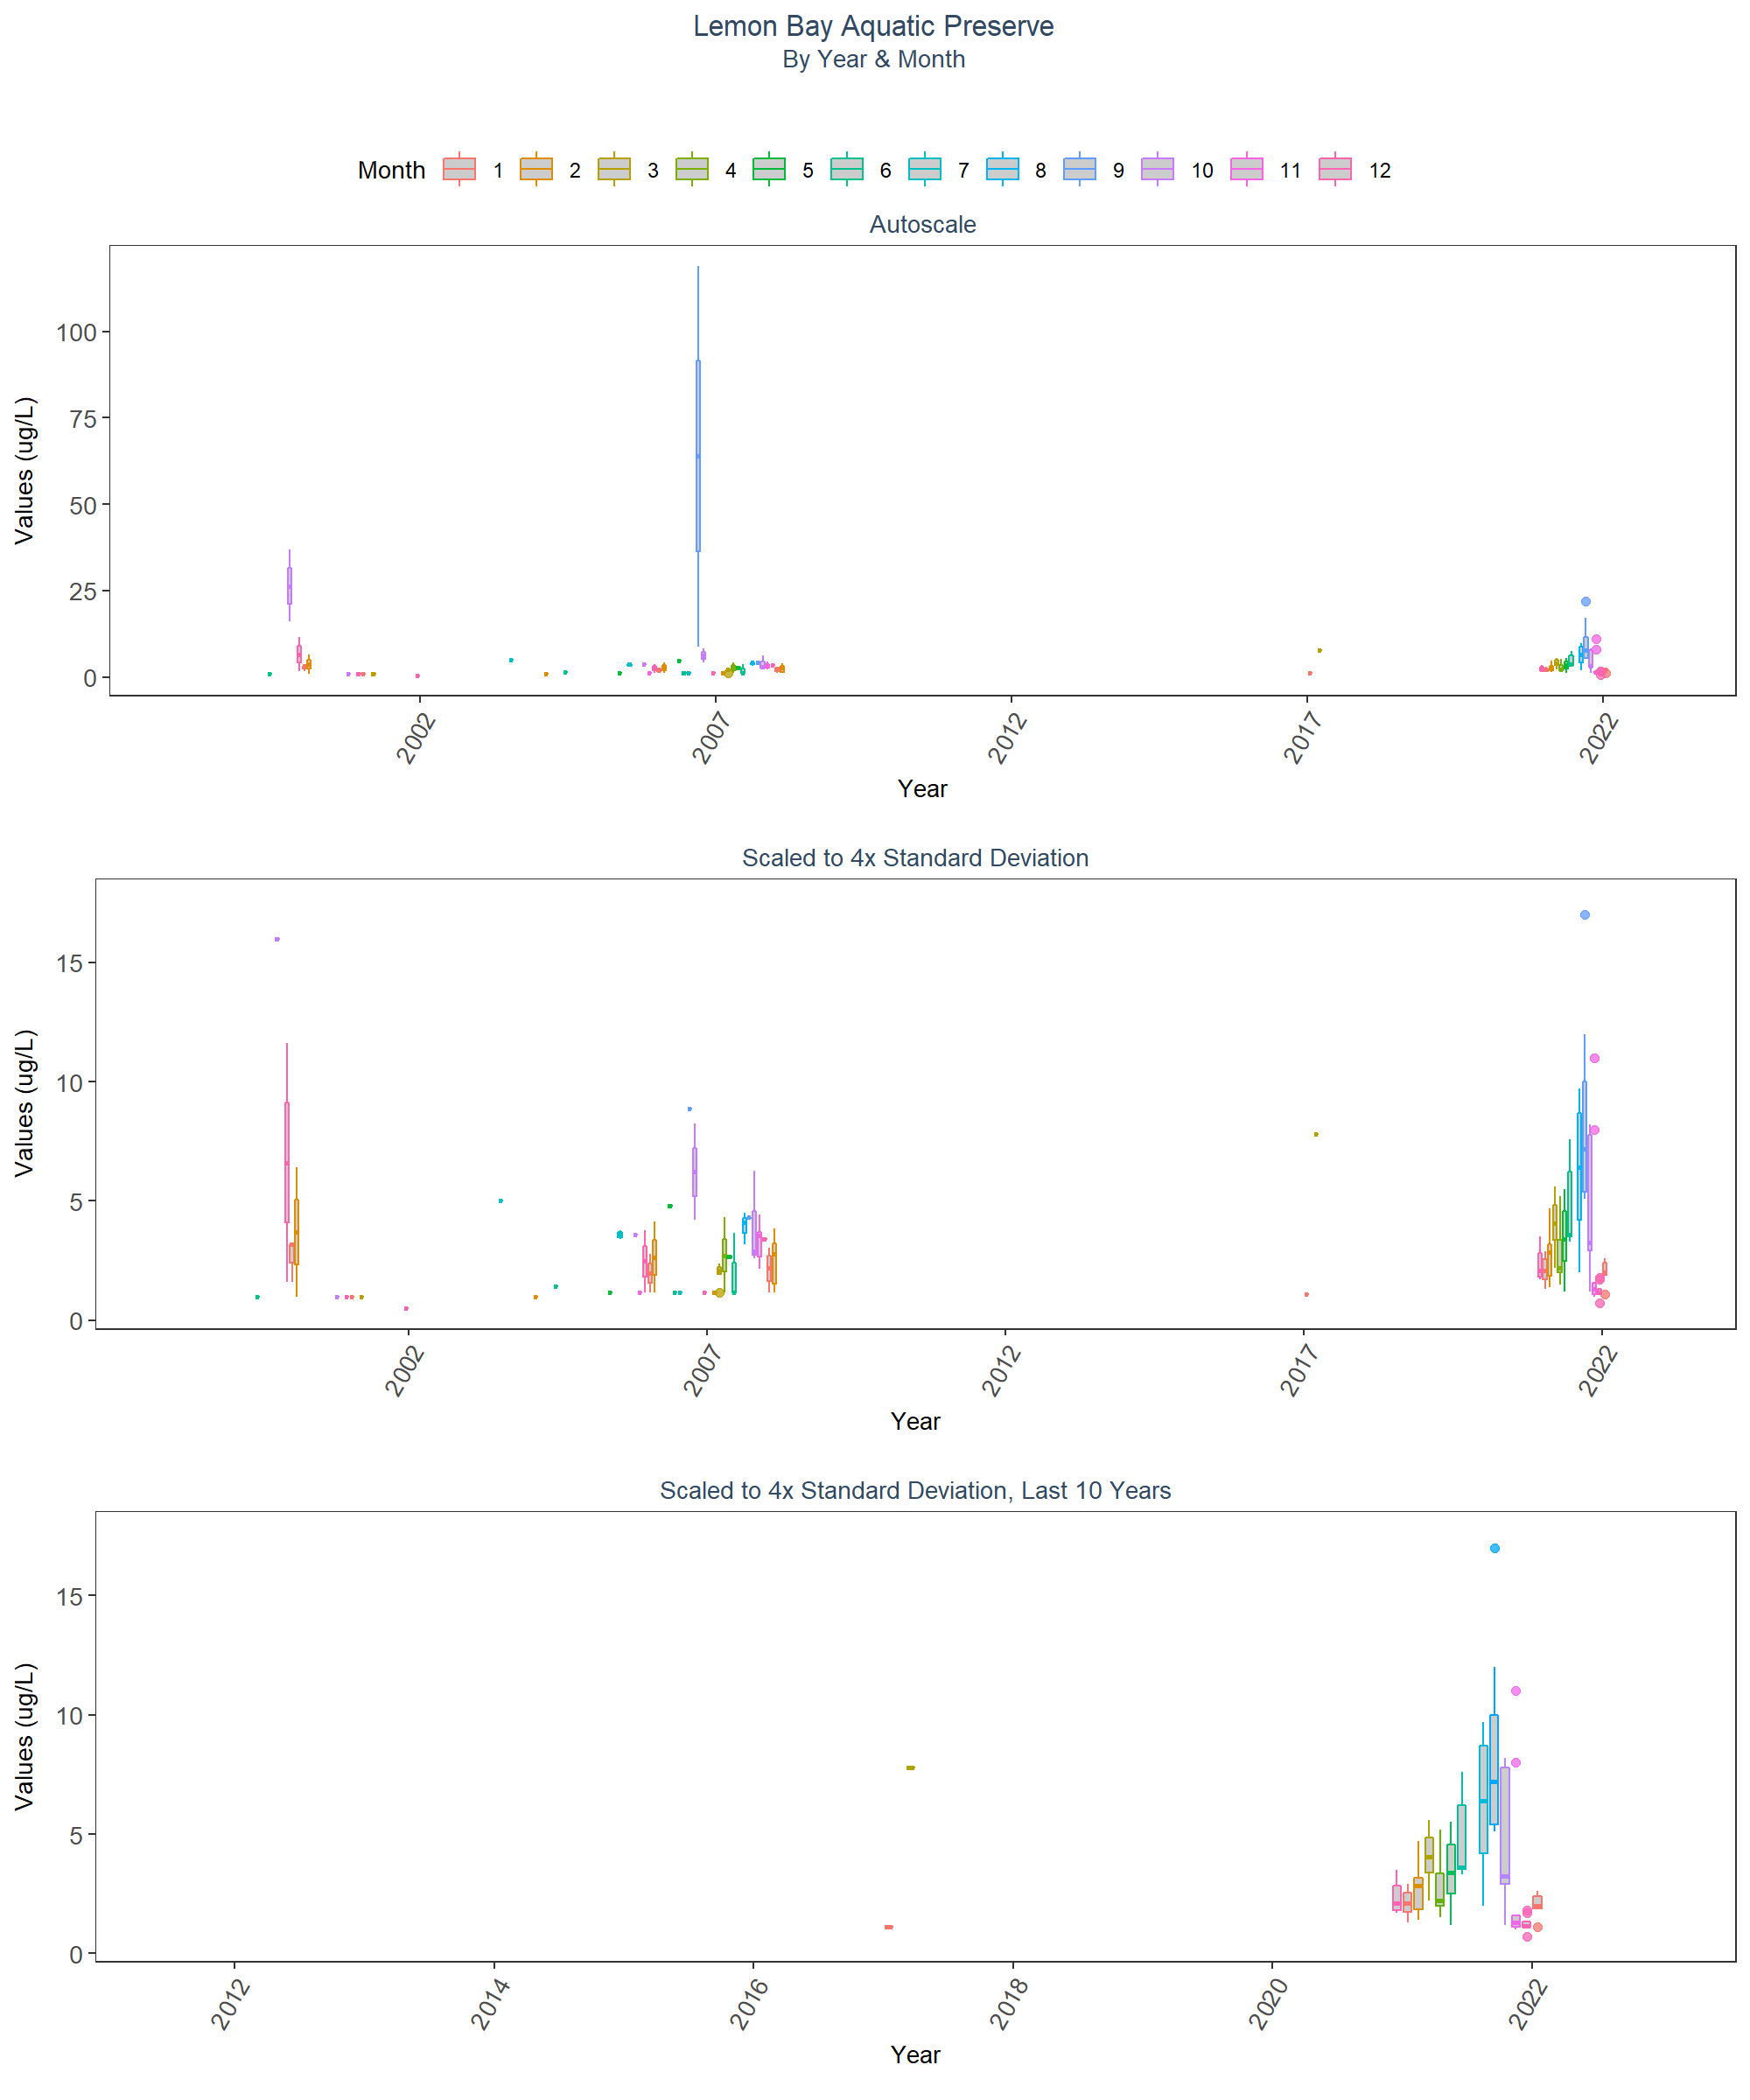 Lemon Bay Aquatic Preserve
By Year & Month
Month 1 2 3 4 5 6 7 8 9 10 11 12
Autoscale
Values (ug/L)
100
75
50
25
0
2002 2007 2012 2017 2022
Year
Scaled to 4x Standard Deviation
Values (ug/L)
15
10
5
0
2002 2007 2012 2017 2022
Year
Scaled to 4x Standard Deviation, Last 10 Years
Values (ug/L)
15
10
5
0
2012 2014 2016 2018 2020 2022
Year